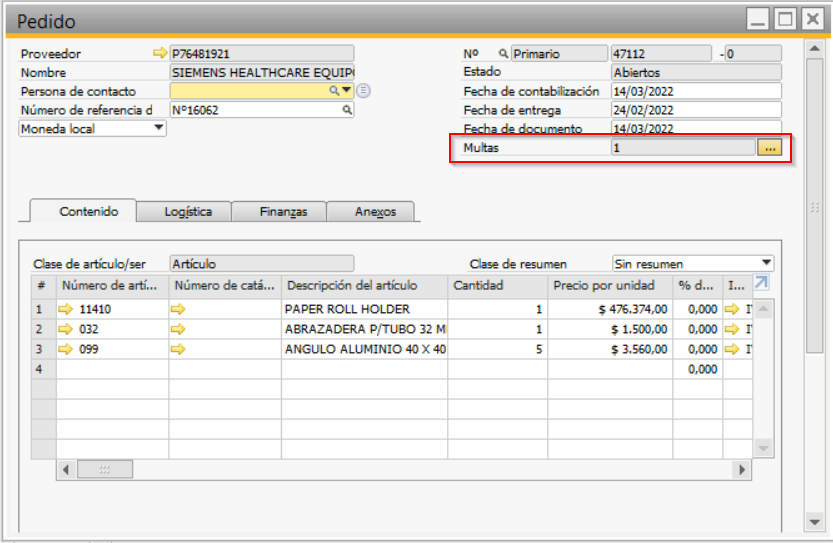 Pedido
Proveedor P76481921 Nº Primario 47112 -0
Nombre SIEMENS HEALTHCARE EQUIP Estado Abiertos
Persona de contacto Fecha de contabilización 14/03/2022
Número de referencia d Nº16062 Fecha de entrega 24/02/2022
Moneda local Fecha de documento 14/03/2022
Multas 1 ...
Contenido Logística Finanzas Anexos
Clase de artículo/ser Artículo Clase de resumen Sin resumen
# Número de artí... Número de catá... Descripción del artículo Cantidad Precio por unidad % d... I...
1 11410 PAPER ROLL HOLDER 1 $ 476.374,00 0,000
2 032 ABRAZADERA P/TUBO 32 M 1 $ 1.500,00 0,000
3 099 ANGULO ALUMINIO 40 X 40 5 $ 3.560,00 0,000
4 0,000